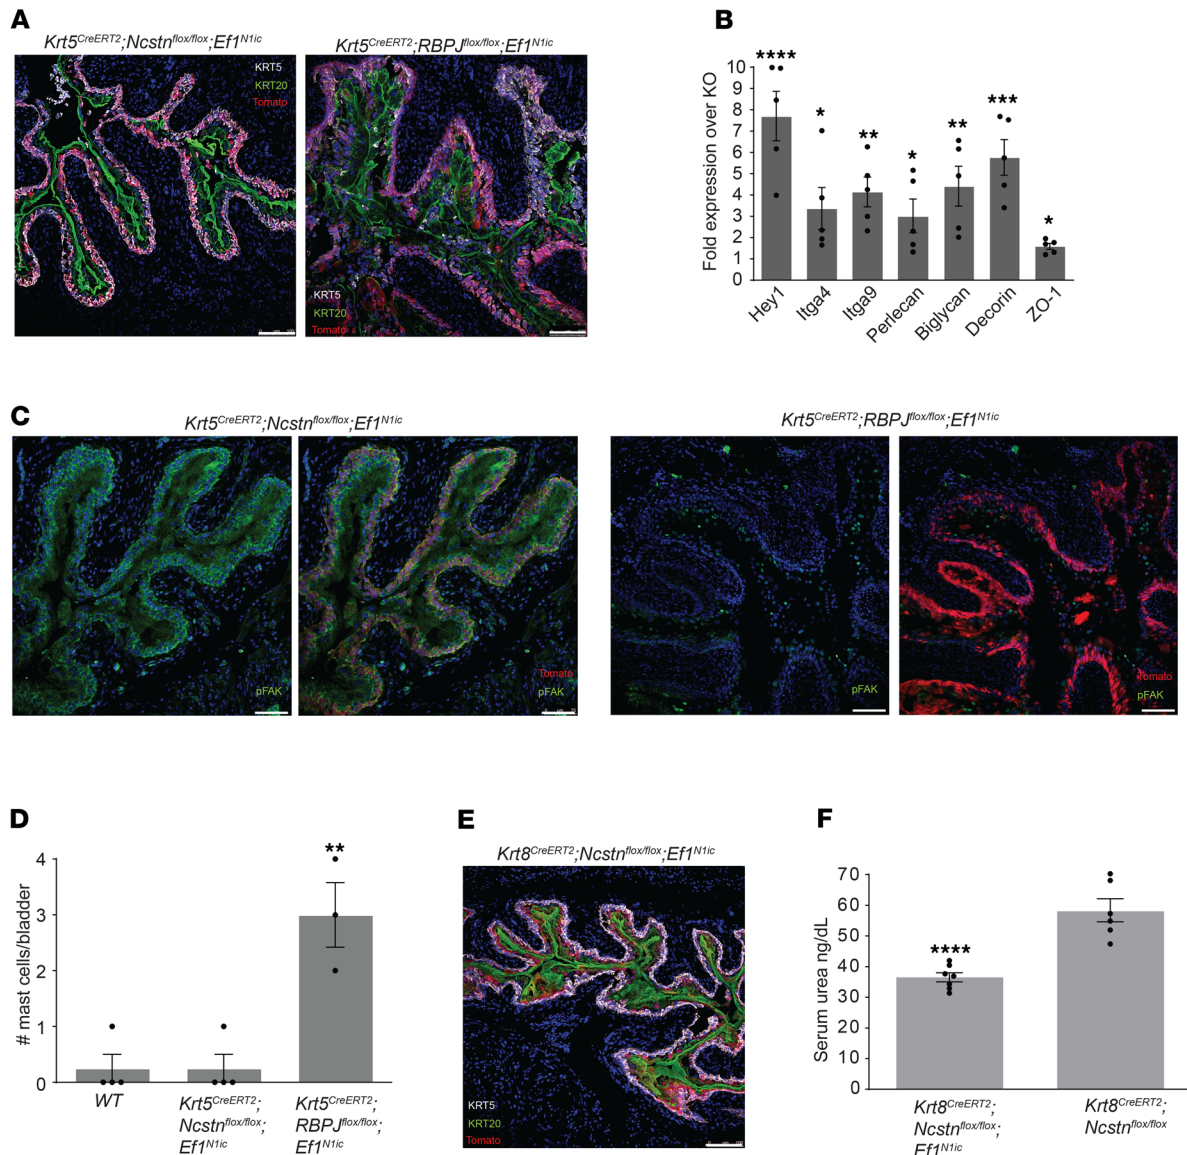 A
Krt5CreERT2;Ncstnflox/flox;Ef1N1ic
Krt5CreERT2;RBPJflox/flox;Ef1N1ic
KRT5
KRT20
Tomato
KRT5
KRT20
Tomato
B
Fold expression over KO
10
9
8
7
6
5
4
3
2
1
0
****
*
**
*
**
***
*
Hey1
Itga4
Itga9
Perlecan
Biglycan
Decorin
ZO-1
C
Krt5CreERT2;Ncstnflox/flox;Ef1N1ic
Krt5CreERT2;RBPJflox/flox;Ef1N1ic
pFAK
Tomato
pFAK
pFAK
Tomato
pFAK
D
# mast cells/bladder
4
3
2
1
0
**
WT
Krt5CreERT2;
Ncstnflox/flox;
Ef1N1ic
Krt5CreERT2;
RBPJflox/flox;
Ef1N1ic
E
Krt8CreERT2;Ncstnflox/flox;Ef1N1ic
KRT5
KRT20
Tomato
F
Serum urea ng/dL
70
60
50
40
30
20
10
0
****
Krt8CreERT2;
Ncstnflox/flox;
Ef1N1ic
Krt8CreERT2;
Ncstnflox/flox